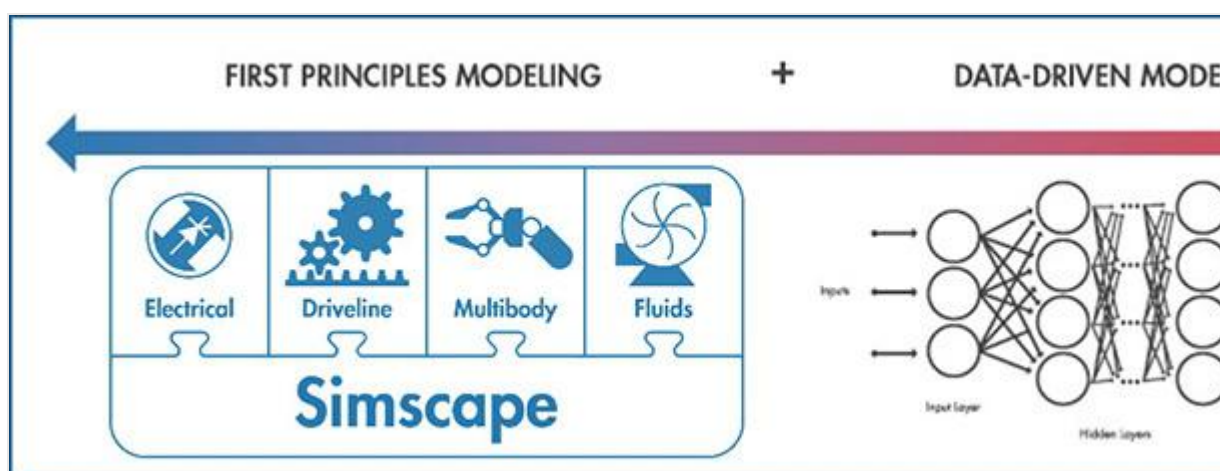 FIRST PRINCIPLES MODELING + DATA-DRIVEN MODE
Electrical Driveline Multibody Fluids
Simscape
Inputs
Input Layer
Hidden Layers